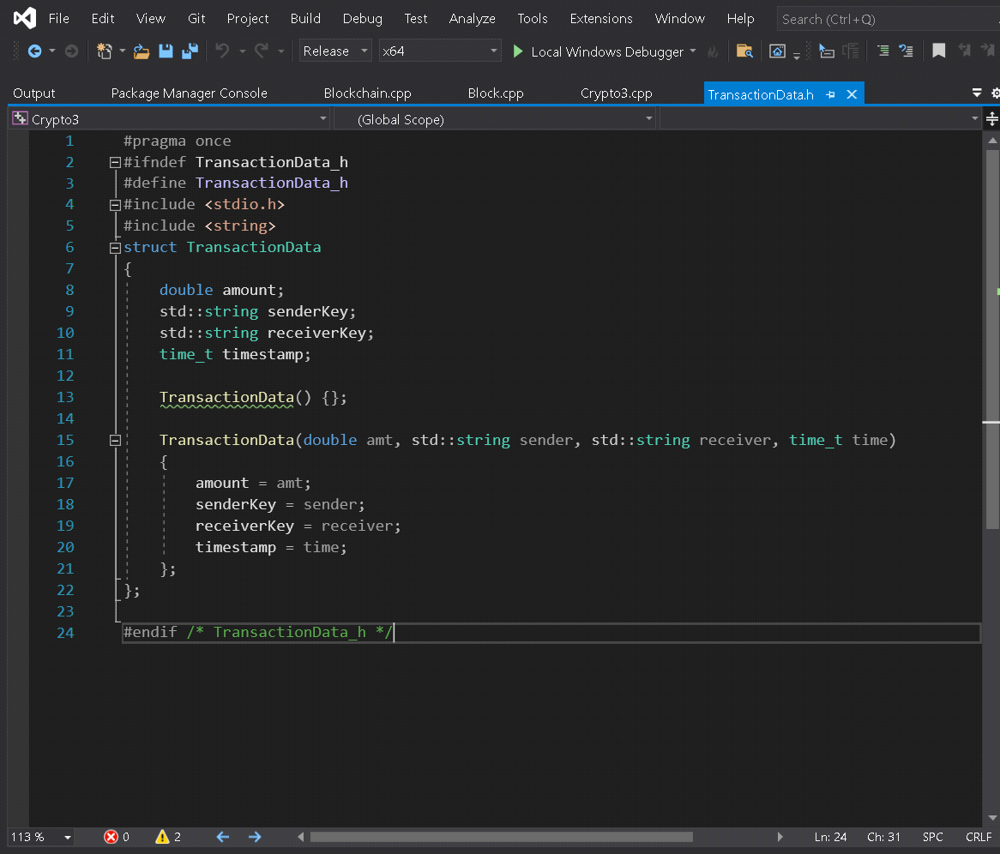 File Edit View Git Project Build Debug Test Analyze Tools Extensions Window Help Search (Ctrl+Q)
Release x64 Local Windows Debugger
Output Package Manager Console Blockchain.cpp Block.cpp Crypto3.cpp TransactionData.h
Crypto3 (Global Scope)
1 #pragma once
2 #ifndef TransactionData_h
3 #define TransactionData_h
4 #include <stdio.h>
5 #include <string>
6 struct TransactionData
7 {
8 double amount;
9 std::string senderKey;
10 std::string receiverKey;
11 time_t timestamp;
12
13 TransactionData() {};
14
15 TransactionData(double amt, std::string sender, std::string receiver, time_t time)
16 {
17 amount = amt;
18 senderKey = sender;
19 receiverKey = receiver;
20 timestamp = time;
21 };
22 };
23
24 #endif /* TransactionData_h */
113 % 0 2 Ln: 24 Ch: 31 SPC CRLF